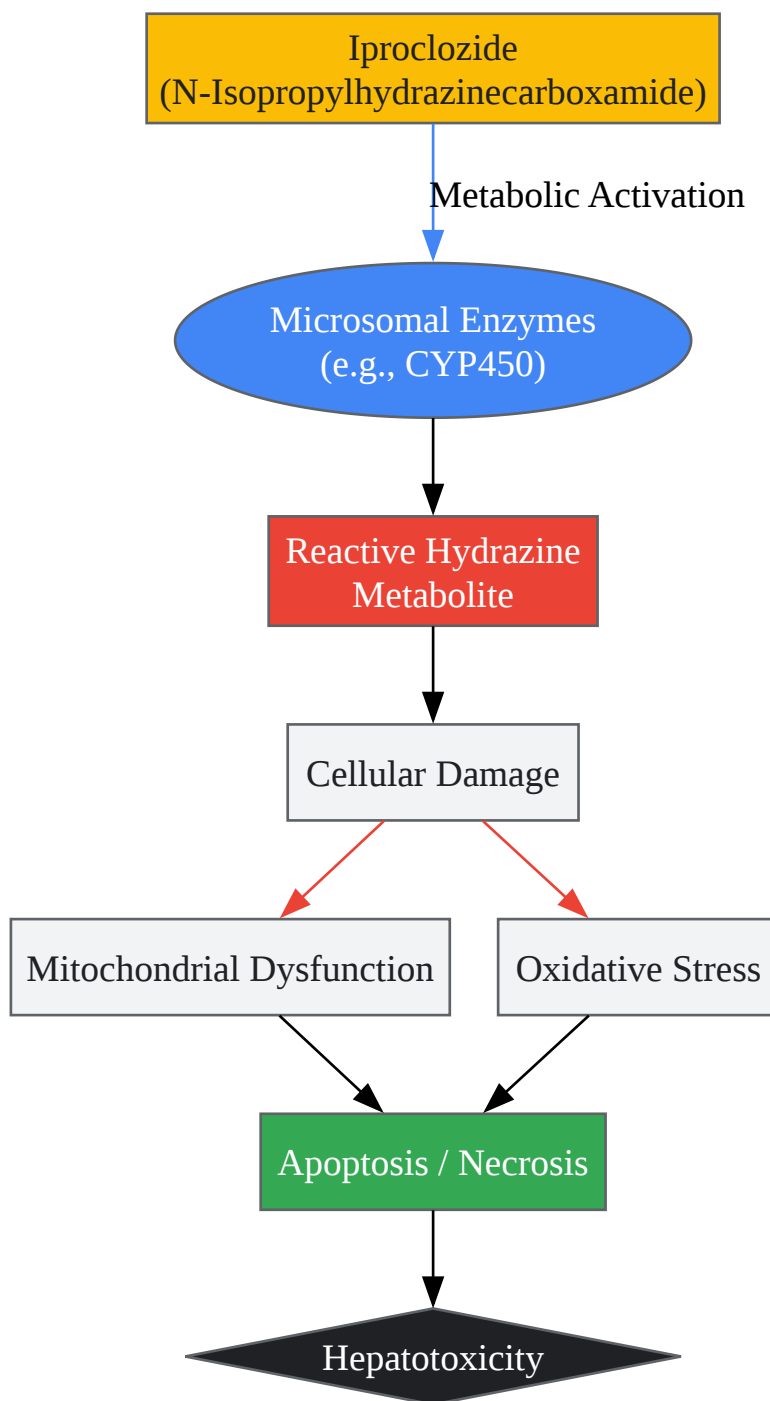 Iproclozide
(N-Isopropylhydrazinecarboxamide)
Metabolic Activation
Microsomal Enzymes
(e.g., CYP450)
Reactive Hydrazine
Metabolite
Cellular Damage
Mitochondrial Dysfunction
Oxidative Stress
Apoptosis / Necrosis
Hepatotoxicity